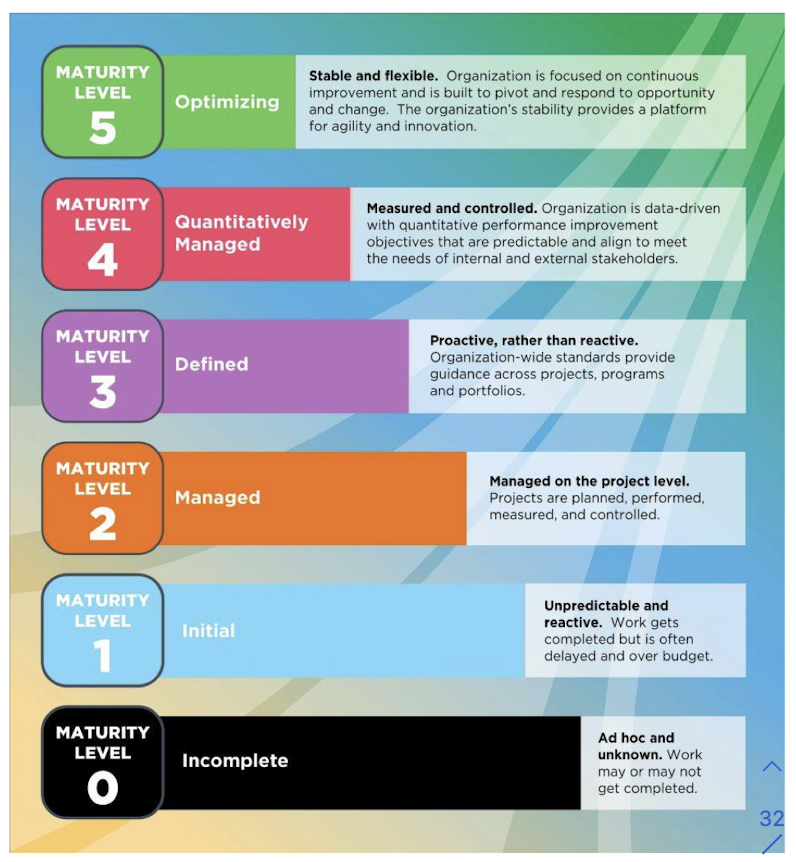 MATURITY
LEVEL
5
Optimizing
Stable and flexible. Organization is focused on continuous
improvement and is built to pivot and respond to opportunity
and change. The organization’s stability provides a platform
for agility and innovation.
MATURITY
LEVEL
4
Quantitatively
Managed
Measured and controlled. Organization is data-driven
with quantitative performance improvement
objectives that are predictable and align to meet
the needs of internal and external stakeholders.
MATURITY
LEVEL
3
Defined
Proactive, rather than reactive.
Organization-wide standards provide
guidance across projects, programs
and portfolios.
MATURITY
LEVEL
2
Managed
Managed on the project level.
Projects are planned, performed,
measured, and controlled.
MATURITY
LEVEL
1
Initial
Unpredictable and
reactive. Work gets
completed but is often
delayed and over budget.
MATURITY
LEVEL
0
Incomplete
Ad hoc and
unknown. Work
may or may not
get completed.
32